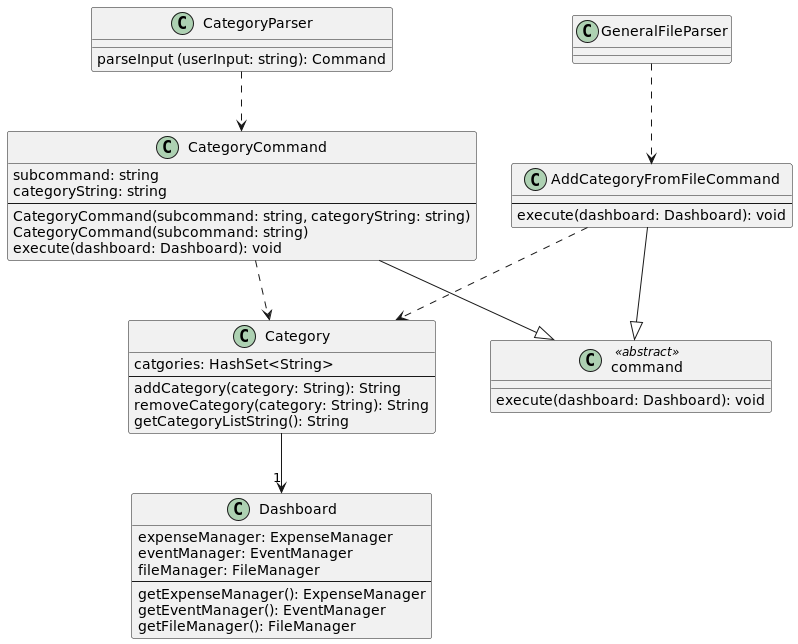 C CategoryParser
parseInput (userInput: string): Command
C GeneralFileParser
C CategoryCommand
subcommand: string
categoryString: string
CategoryCommand(subcommand: string, categoryString: string)
CategoryCommand(subcommand: string)
execute(dashboard: Dashboard): void
C AddCategoryFromFileCommand
execute(dashboard: Dashboard): void
C Category
catgories: HashSet<String>
addCategory(category: String): String
removeCategory(category: String): String
getCategoryListString(): String
C «abstract»
command
execute(dashboard: Dashboard): void
1
C Dashboard
expenseManager: ExpenseManager
eventManager: EventManager
fileManager: FileManager
getExpenseManager(): ExpenseManager
getEventManager(): EventManager
getFileManager(): FileManager